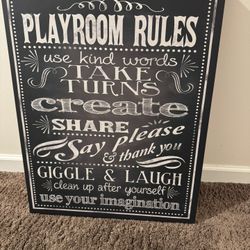 PLAYROOM RULES
use kind words
TAKE
TURNS
create
SHARE
Say Please
& thank you
GIGGLE & LAUGH
clean up after yourself
use your imagination